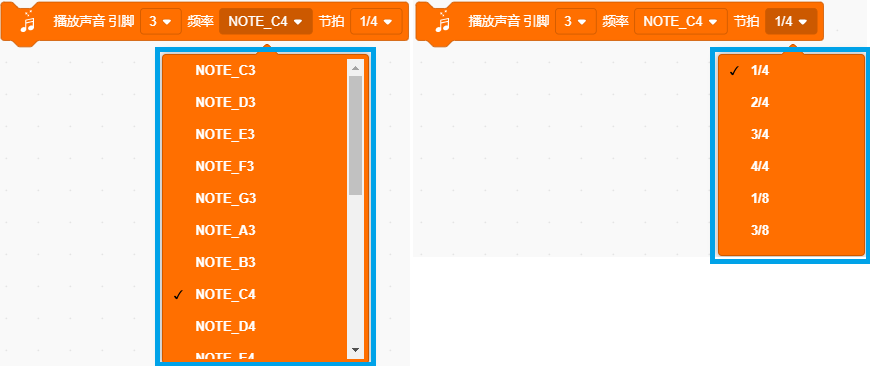 播放声音 引脚 3 频率 NOTE_C4 节拍 1/4
NOTE_C3
NOTE_D3
NOTE_E3
NOTE_F3
NOTE_G3
NOTE_A3
NOTE_B3
✓ NOTE_C4
NOTE_D4
NOTE_E4
播放声音 引脚 3 频率 NOTE_C4 节拍 1/4
✓ 1/4
2/4
3/4
4/4
1/8
3/8